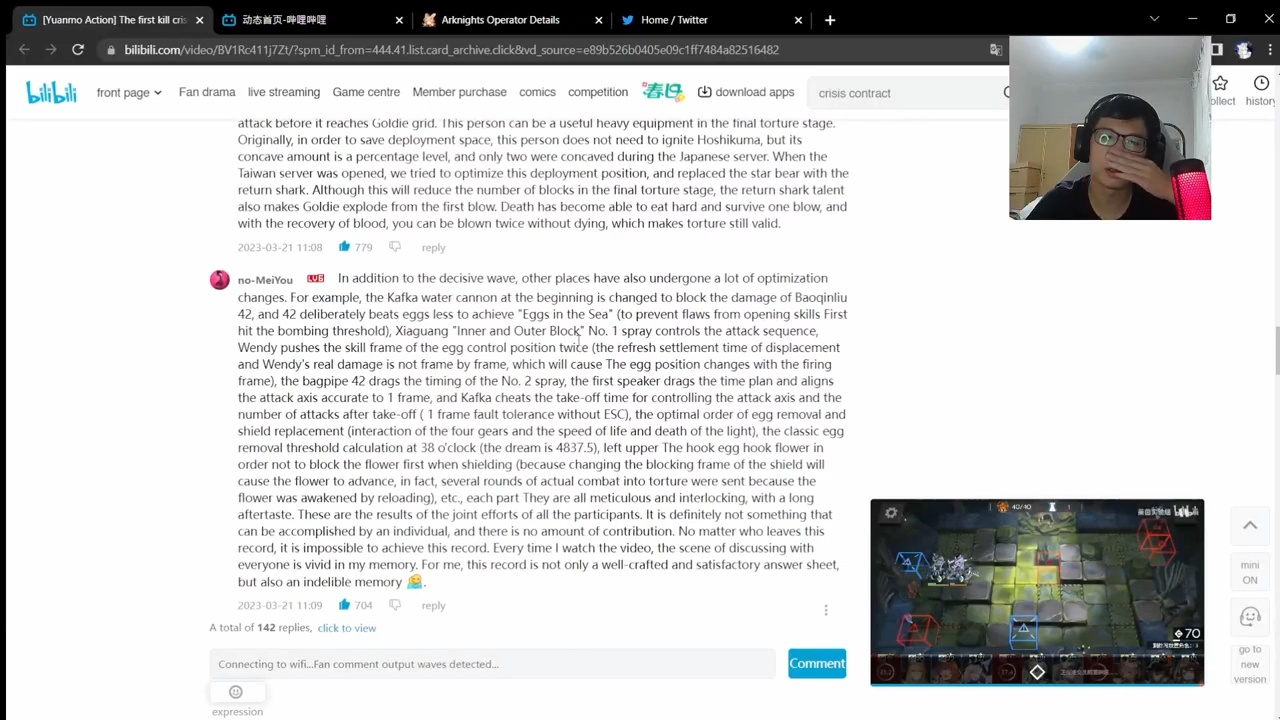 [Yuanmo Action] The first kill cris
动态首页-哔哩哔哩
Arknights Operator Details
Home / Twitter
bilibili.com/video/BV1Rc411j7Zt/?spm_id_from=444.41.list.card_archive.click&vd_source=e89b526b0405e09c1ff7484a82516482
bilibili
front page
Fan drama
live streaming
Game centre
Member purchase
comics
competition
download apps
crisis contract
ollect
history
attack before it reaches Goldie grid. This person can be a useful heavy equipment in the final torture stage.
Originally, in order to save deployment space, this person does not need to ignite Hoshikuma, but its
concave amount is a percentage level, and only two were concaved during the Japanese server. When the
Taiwan server was opened, we tried to optimize this deployment position, and replaced the star bear with the
return shark. Although this will reduce the number of blocks in the final torture stage, the return shark talent
also makes Goldie explode from the first blow. Death has become able to eat hard and survive one blow, and
with the recovery of blood, you can be blown twice without dying, which makes torture still valid.
2023-03-21 11:08 779 reply
no-MeiYou LV6 In addition to the decisive wave, other places have also undergone a lot of optimization
changes. For example, the Kafka water cannon at the beginning is changed to block the damage of Baoqinliu
42, and 42 deliberately beats eggs less to achieve "Eggs in the Sea" (to prevent flaws from opening skills First
hit the bombing threshold), Xiaguang "Inner and Outer Block" No. 1 spray controls the attack sequence,
Wendy pushes the skill frame of the egg control position twice (the refresh settlement time of displacement
and Wendy's real damage is not frame by frame, which will cause The egg position changes with the firing
frame), the bagpipe 42 drags the timing of the No. 2 spray, the first speaker drags the time plan and aligns
the attack axis accurate to 1 frame, and Kafka cheats the take-off time for controlling the attack axis and the
number of attacks after take-off ( 1 frame fault tolerance without ESC), the optimal order of egg removal and
shield replacement (interaction of the four gears and the speed of life and death of the light), the classic egg
removal threshold calculation at 38 o'clock (the dream is 4837.5), left upper The hook egg hook flower in
order not to block the flower first when shielding (because changing the blocking frame of the shield will
cause the flower to advance, in fact, several rounds of actual combat into torture were sent because the
flower was awakened by reloading), etc., each part They are all meticulous and interlocking, with a long
aftertaste. These are the results of the joint efforts of all the participants. It is definitely not something that
can be accomplished by an individual, and there is no amount of contribution. No matter who leaves this
record, it is impossible to achieve this record. Every time I watch the video, the scene of discussing with
everyone is vivid in my memory. For me, this record is not only a well-crafted and satisfactory answer sheet,
but also an indelible memory 🤗.
2023-03-21 11:09 704 reply
A total of 142 replies, click to view
Connecting to wifi...Fan comment output waves detected...
Comment
expression
40/40
70
mini
ON
go to
new
version